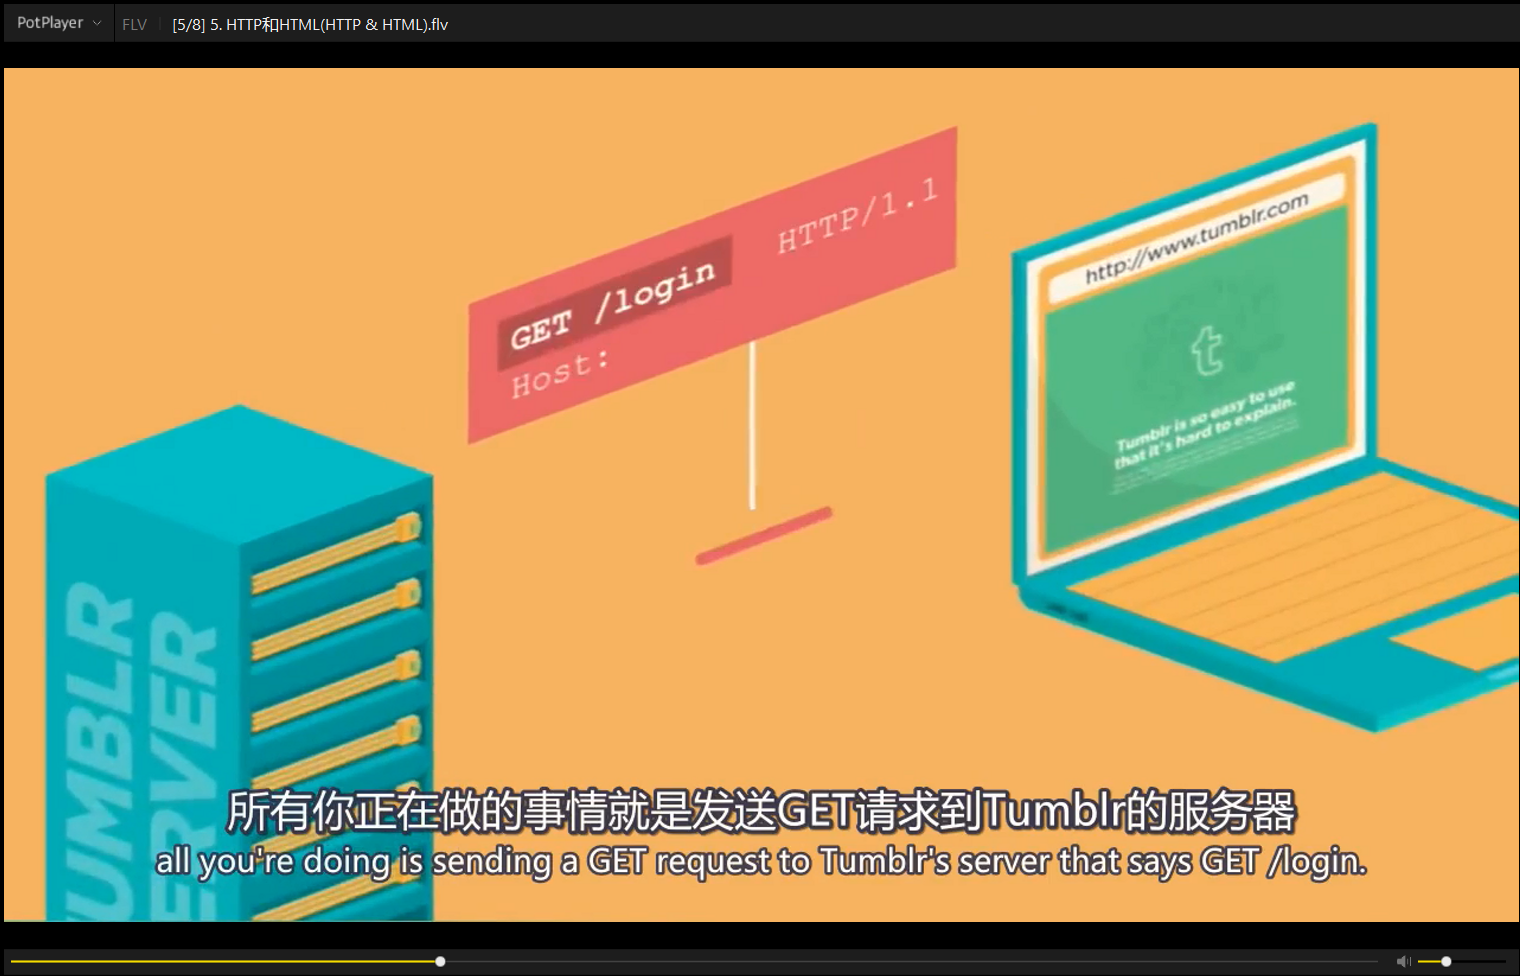 PotPlayer
FLV
[5/8] 5. HTTP和HTML(HTTP & HTML).flv
GET /login HTTP/1.1
Host:
http://www.tumblr.com
t
Tumblr is so easy to use
that it's hard to explain.
TUMBLR
SERVER
所有你正在做的事情就是发送GET请求到Tumblr的服务器
all you're doing is sending a GET request to Tumblr's server that says GET /login.